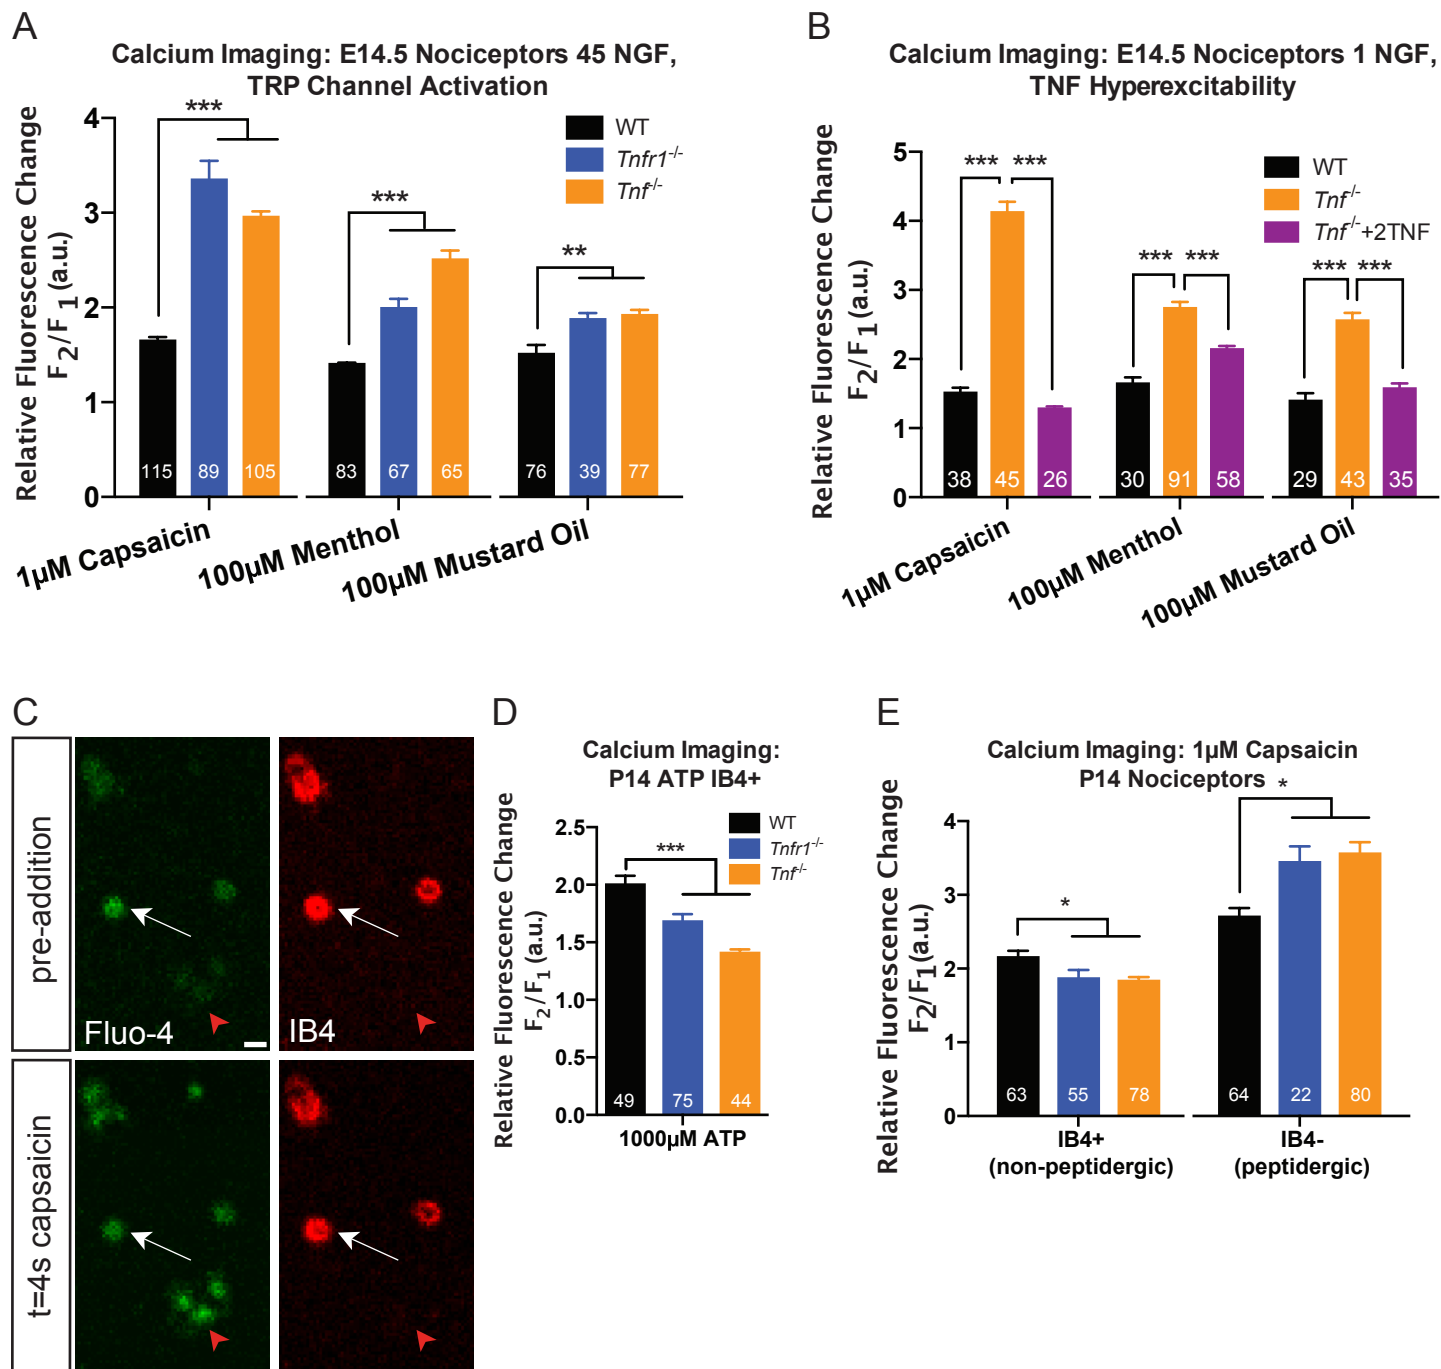 A
Calcium Imaging: E14.5 Nociceptors 45 NGF,
TRP Channel Activation
Relative Fluorescence Change
F2/F1 (a.u.)
4
3
2
1
0
***
***
**
WT
Tnfr1-/-
Tnf-/-
115
89
105
83
67
65
76
39
77
1µM Capsaicin
100µM Menthol
100µM Mustard Oil
B
Calcium Imaging: E14.5 Nociceptors 1 NGF,
TNF Hyperexcitability
Relative Fluorescence Change
F2/F1 (a.u.)
5
4
3
2
1
0
*** ***
*** ***
*** ***
WT
Tnf-/-
Tnf-/-+2TNF
38
45
26
30
91
58
29
43
35
1µM Capsaicin
100µM Menthol
100µM Mustard Oil
C
pre-addition
Fluo-4
IB4
t=4s capsaicin
D
Calcium Imaging:
P14 ATP IB4+
Relative Fluorescence Change
F2/F1 (a.u.)
2.5
2.0
1.5
1.0
0.5
0.0
***
WT
Tnfr1-/-
Tnf-/-
49
75
44
1000µM ATP
E
Calcium Imaging: 1µM Capsaicin
P14 Nociceptors
Relative Fluorescence Change
F2/F1 (a.u.)
4
3
2
1
0
*
*
63
55
78
64
22
80
IB4+
(non-peptidergic)
IB4-
(peptidergic)